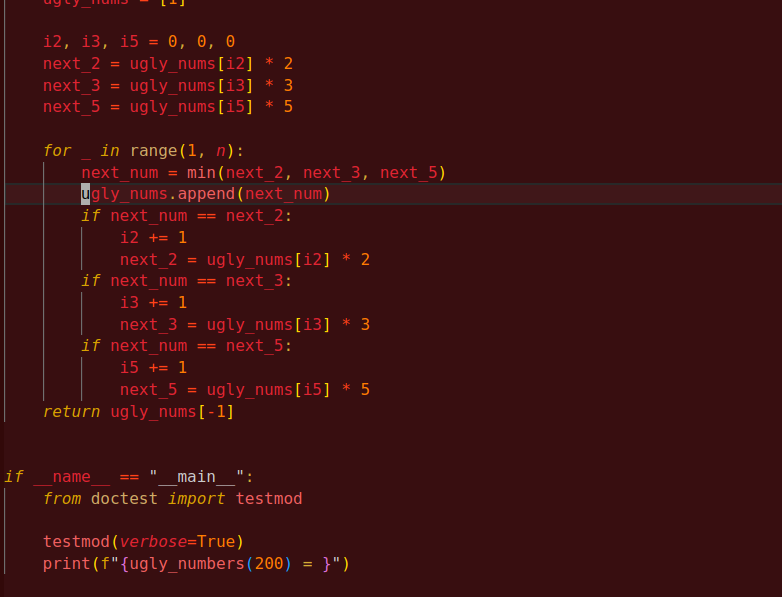 ugly_nums = [1]
i2, i3, i5 = 0, 0, 0
next_2 = ugly_nums[i2] * 2
next_3 = ugly_nums[i3] * 3
next_5 = ugly_nums[i5] * 5
for _ in range(1, n):
next_num = min(next_2, next_3, next_5)
ugly_nums.append(next_num)
if next_num == next_2:
i2 += 1
next_2 = ugly_nums[i2] * 2
if next_num == next_3:
i3 += 1
next_3 = ugly_nums[i3] * 3
if next_num == next_5:
i5 += 1
next_5 = ugly_nums[i5] * 5
return ugly_nums[-1]
if __name__ == "__main__":
from doctest import testmod
testmod(verbose=True)
print(f"{ugly_numbers(200) = }")